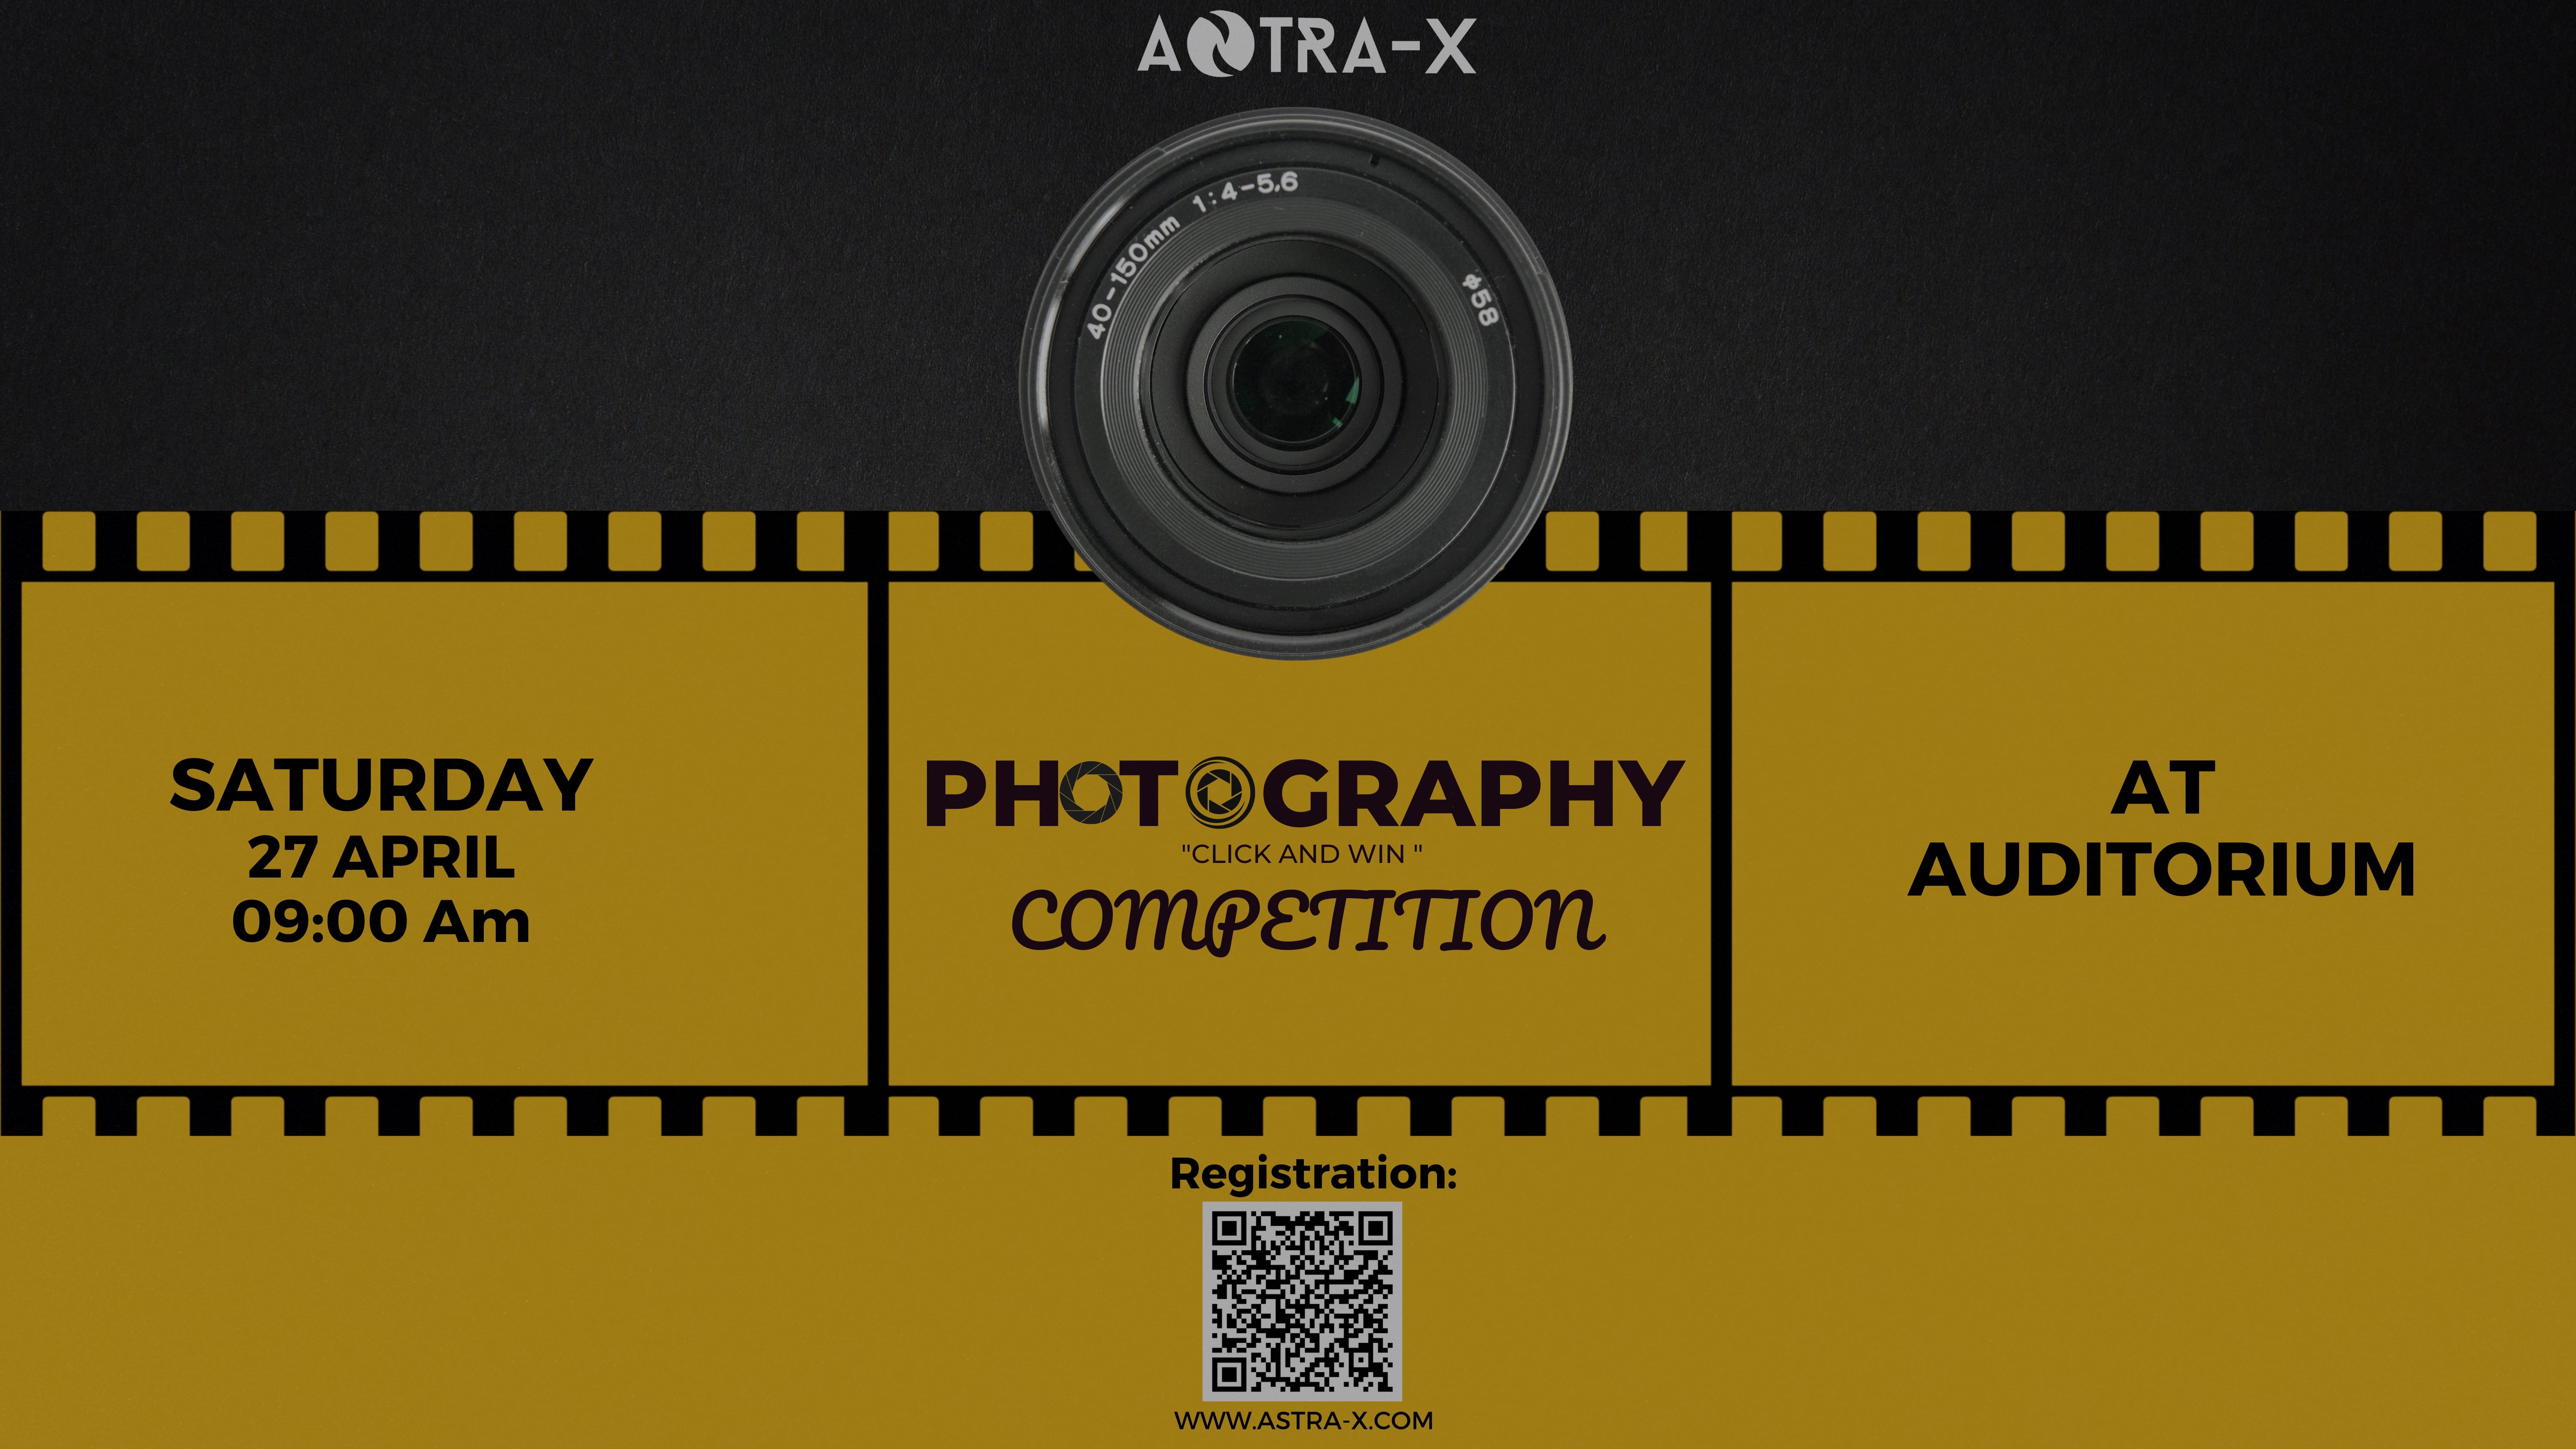 ASTRA-X
40-150mm 1:4-5,6
ϕ58
SATURDAY
27 APRIL
09:00 Am
PHOTOGRAPHY
"CLICK AND WIN "
COMPETITION
AT
AUDITORIUM
Registration:
WWW.ASTRA-X.COM